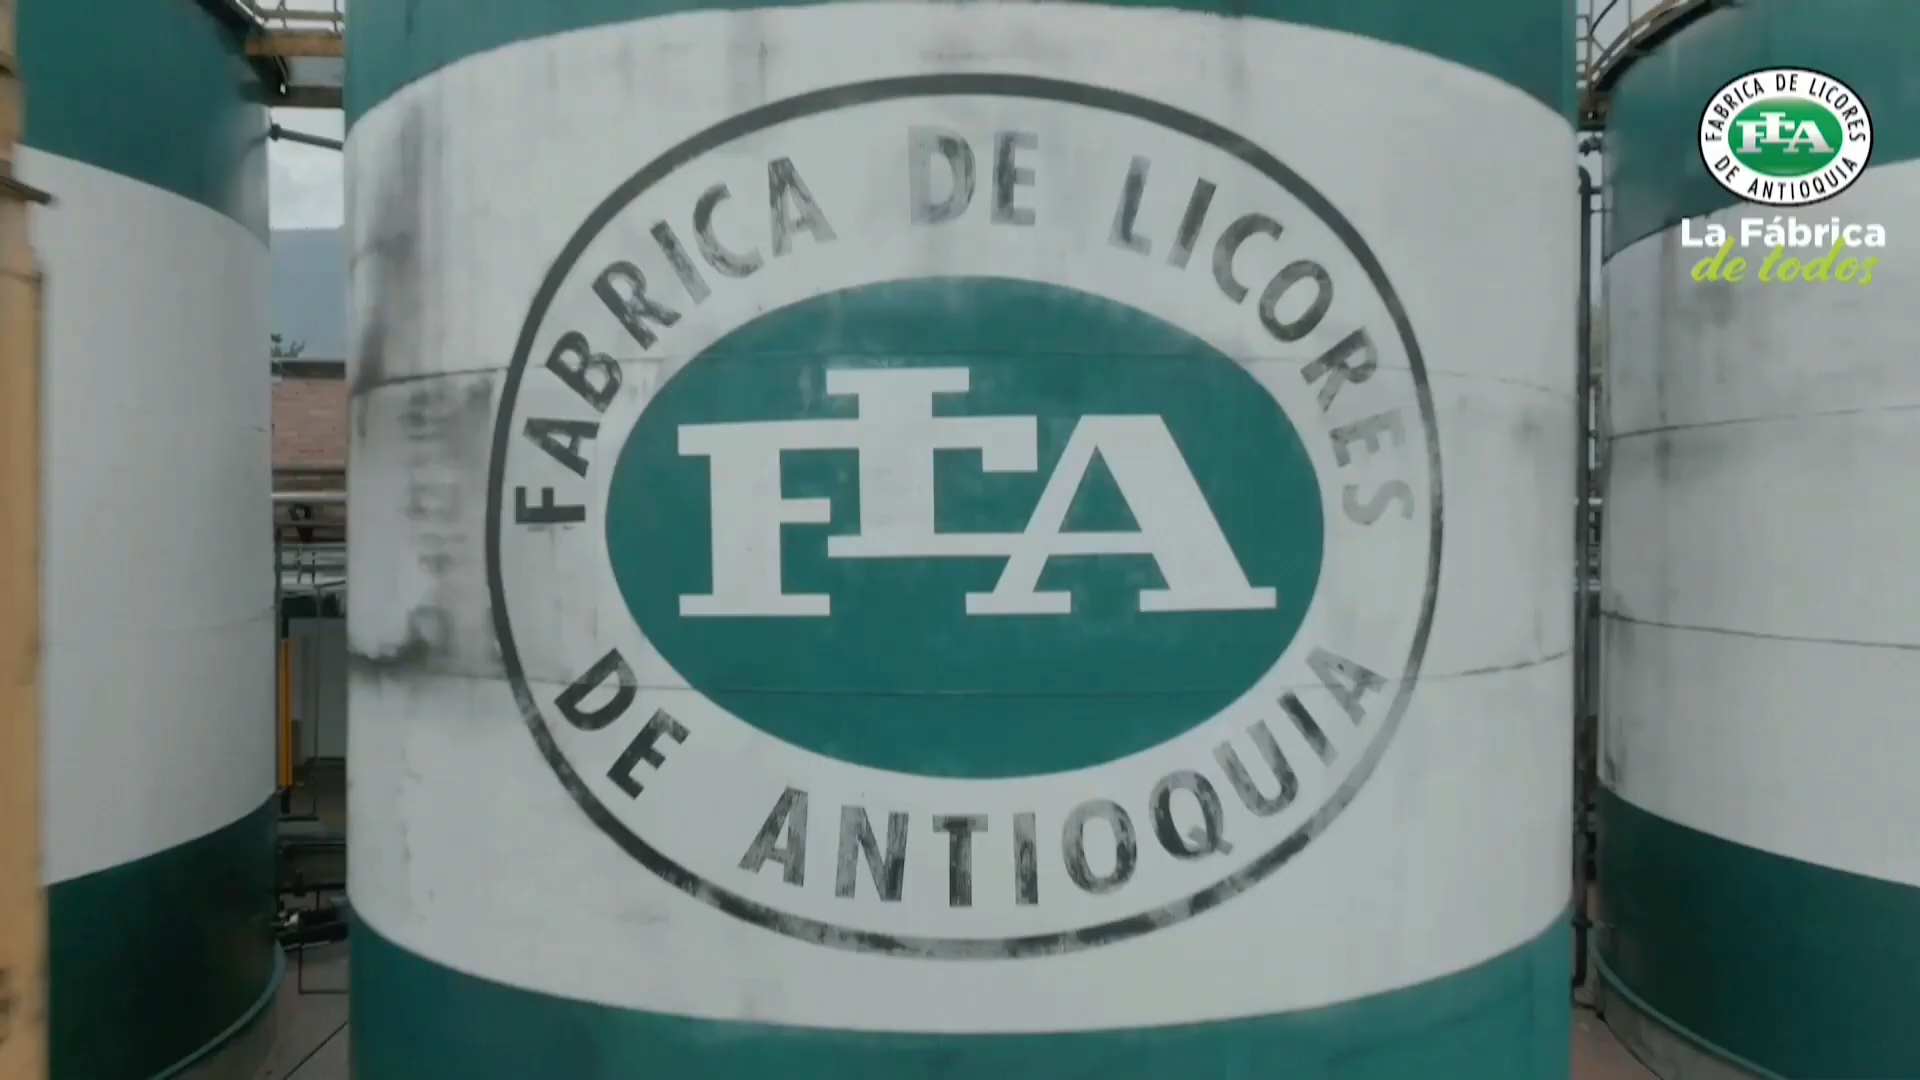 FABRICA DE LICORES
FLA
DE ANTIOQUIA
FABRICA DE LICORES
FLA
DE ANTIOQUIA
La Fábrica
de todos